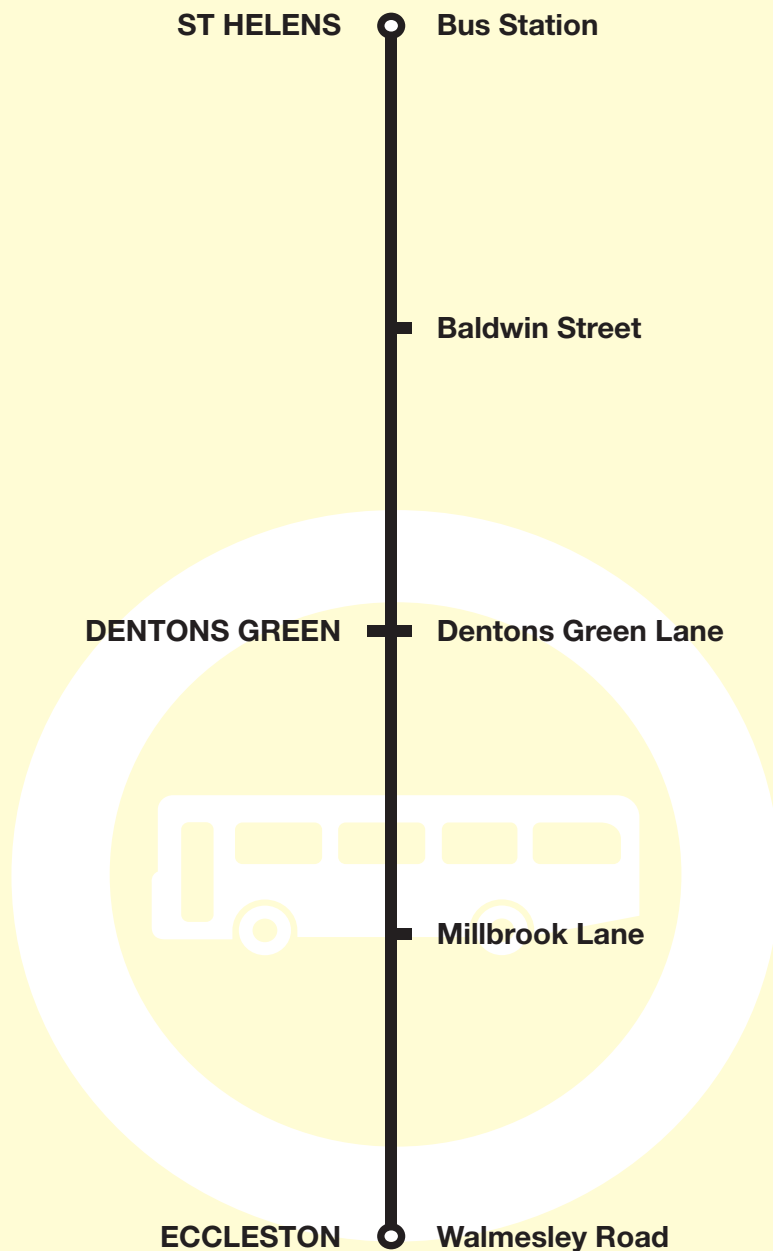 ST HELENS Bus Station
Baldwin Street
DENTONS GREEN Dentons Green Lane
Millbrook Lane
ECCLESTON Walmesley Road